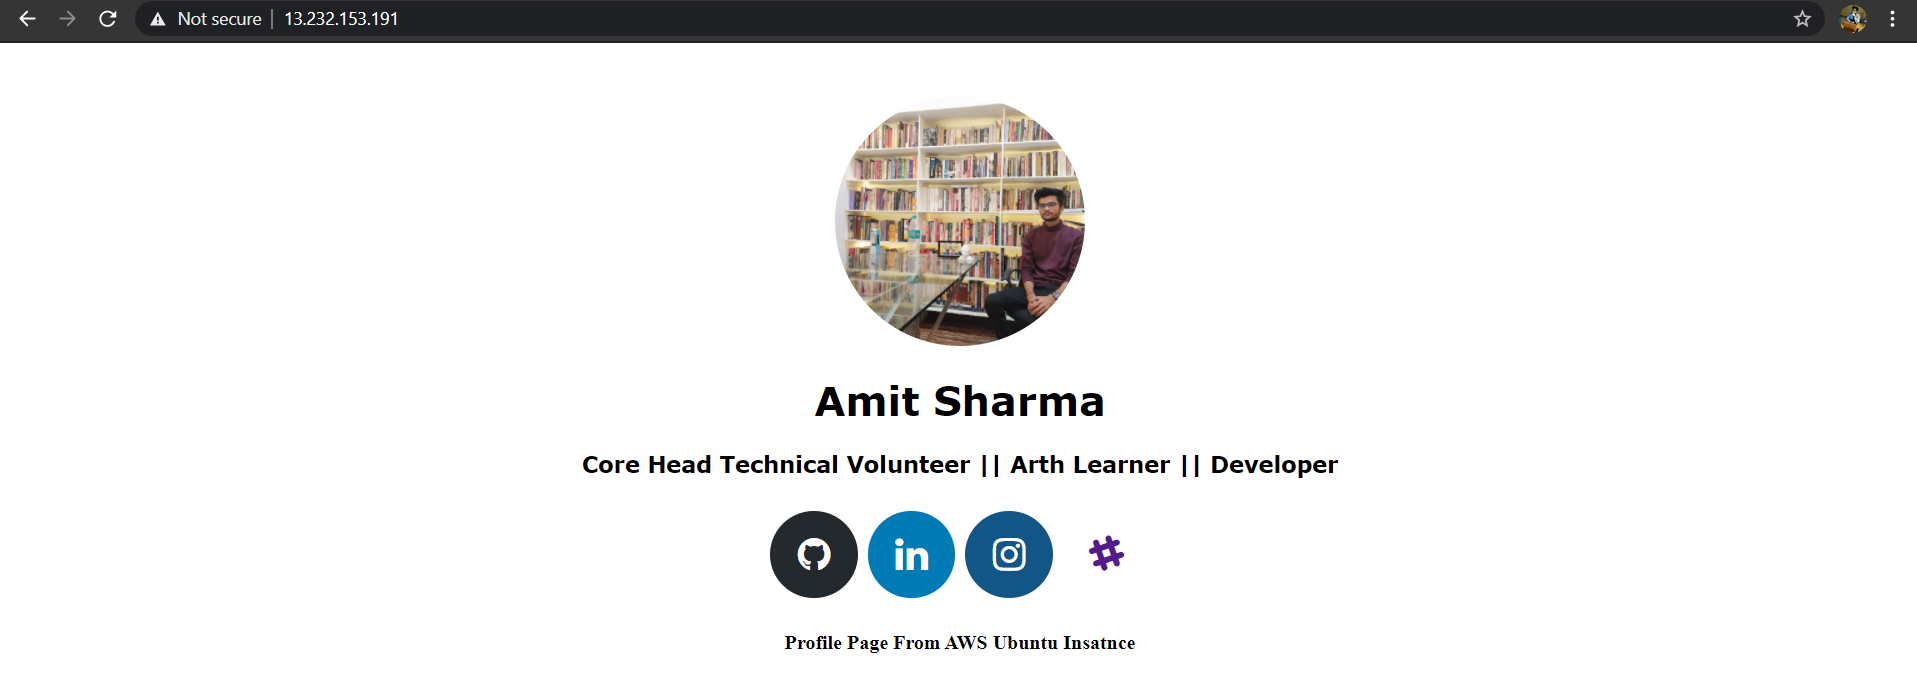 Not secure | 13.232.153.191
Amit Sharma
Core Head Technical Volunteer || Arth Learner || Developer
in
Profile Page From AWS Ubuntu Insatnce